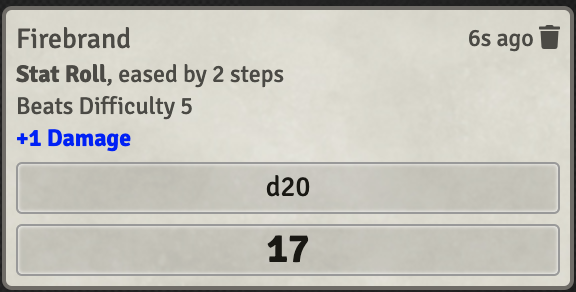 Firebrand
6s ago
Stat Roll, eased by 2 steps
Beats Difficulty 5
+1 Damage
d20
17